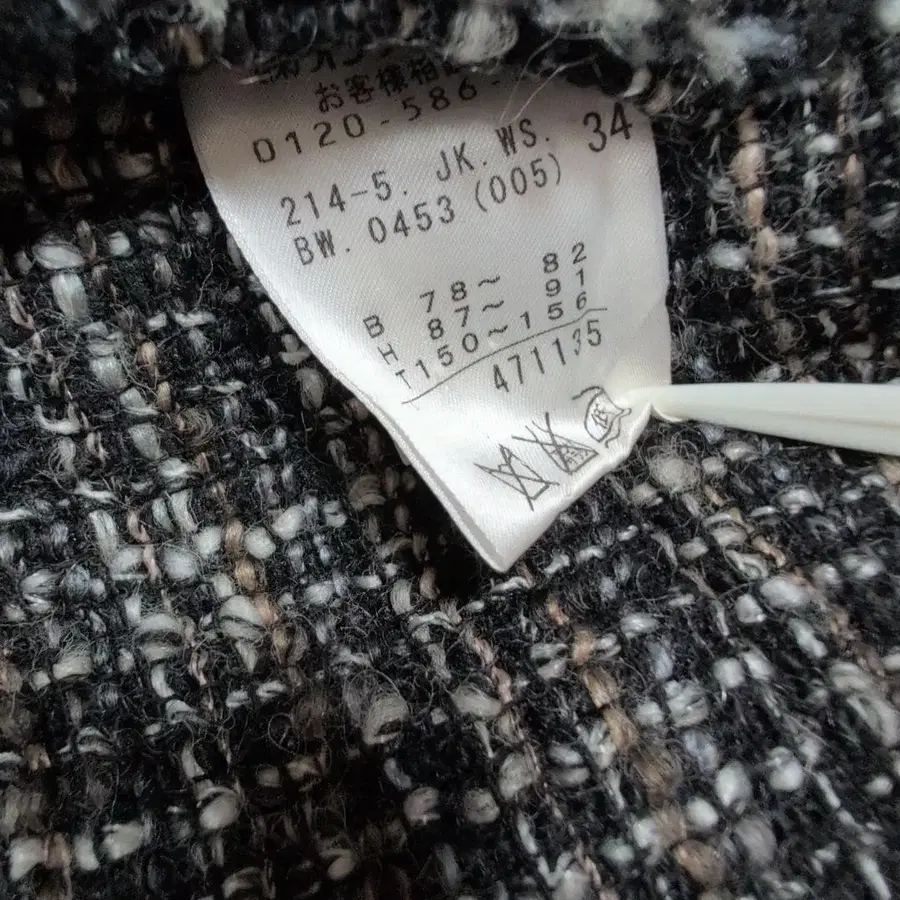 お客様相談
0120-586-
214-5. JK. WS. 34
BW. 0453 (005)
B 78～ 82
H 87～ 91
T150～156
471135